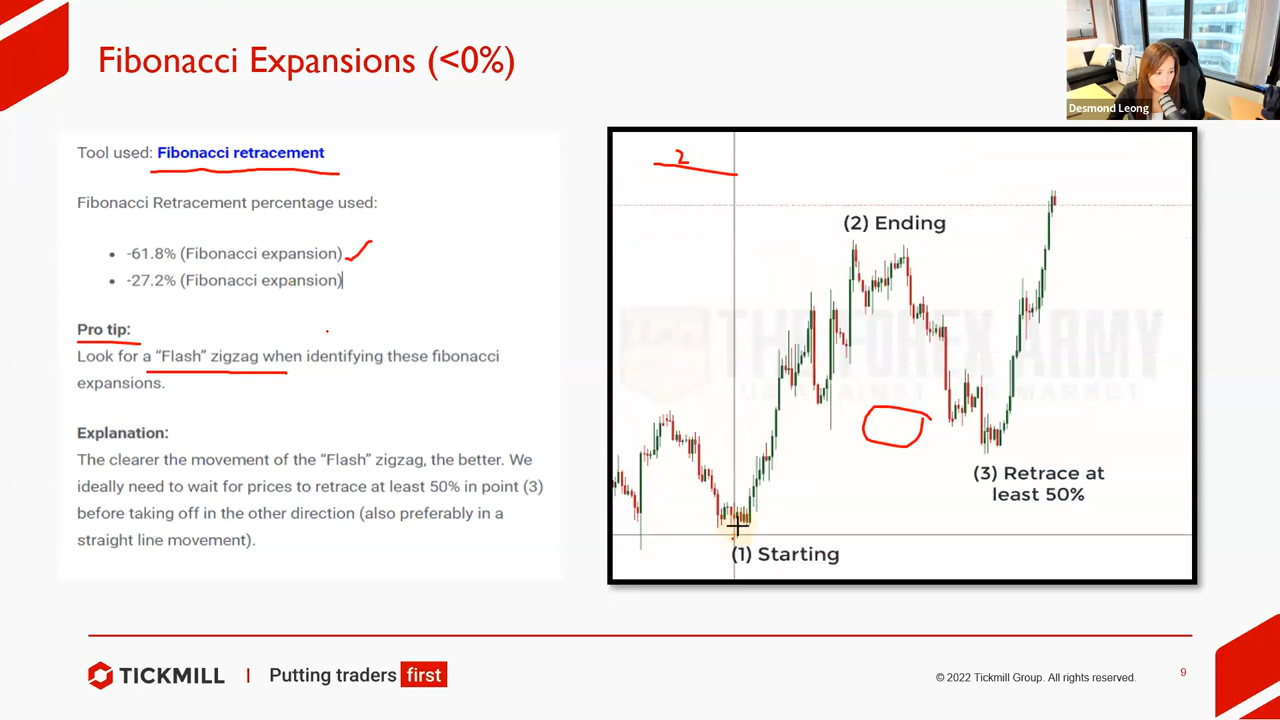 Fibonacci Expansions (<0%)
Desmond Leong
Tool used: Fibonacci retracement
Fibonacci Retracement percentage used:
• -61.8% (Fibonacci expansion)
• -27.2% (Fibonacci expansion)
Pro tip:
Look for a “Flash” zigzag when identifying these fibonacci
expansions.
Explanation:
The clearer the movement of the “Flash” zigzag, the better. We
ideally need to wait for prices to retrace at least 50% in point (3)
before taking off in the other direction (also preferably in a
straight line movement).
2
(2) Ending
THE FOREX ARMY
(3) Retrace at
least 50%
(1) Starting
TICKMILL | Putting traders first
© 2022 Tickmill Group. All rights reserved.
9